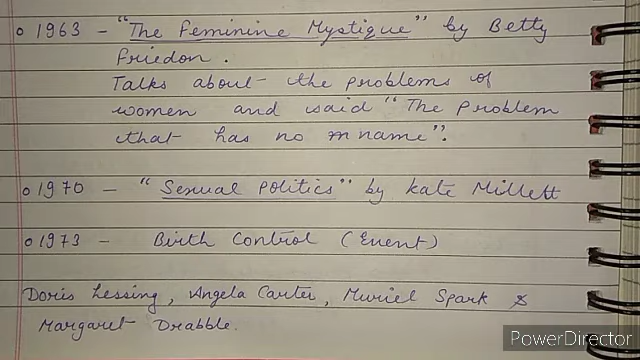 o 1963 - "The Feminine Mystique" by Betty
Friedon.
Talks about the problems of
women and said "The problem
that has no name".
o 1970 - "Sexual Politics" by Kate Millett
o 1973 - Birth Control (Event)
Doris Lessing, Angela Carter, Muriel Spark &
Margaret Drabble.
PowerDirector